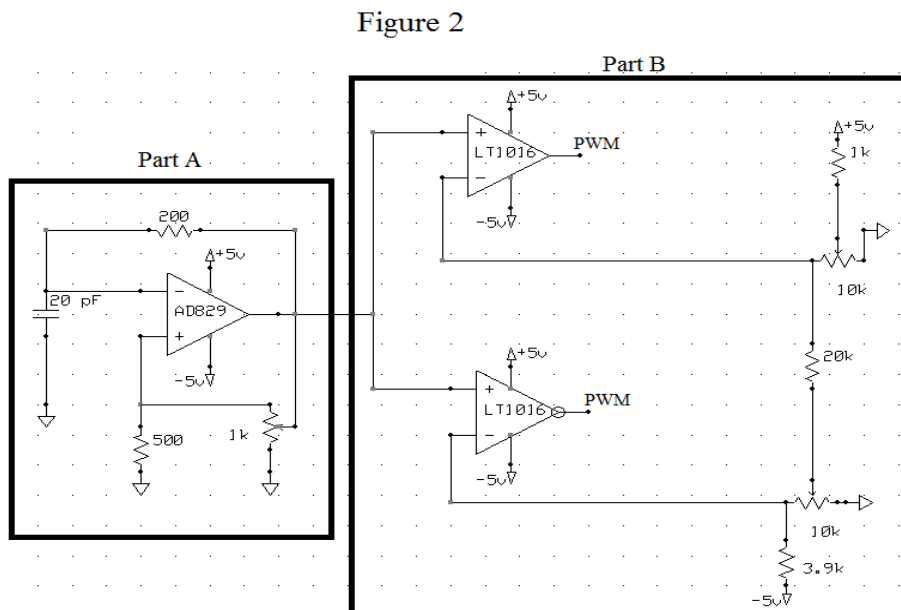 Figure 2
Part A
200
+5v
20 pF
−
AD829
+
-5v
500
1k
Part B
+5v
+
LT1016
−
PWM
-5v
+5v
1k
10k
20k
+5v
+
LT1016
−
PWM
-5v
10k
3.9k
-5v